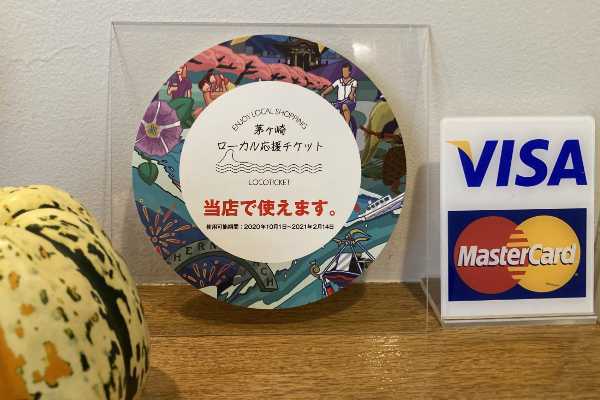 ENJOY LOCAL SHOPPING
茅ヶ崎
ローカル応援チケット
LOCOTICKET
当店で使えます。
使用可能期間：2020年10月1日～2021年2月14日
VISA
MasterCard